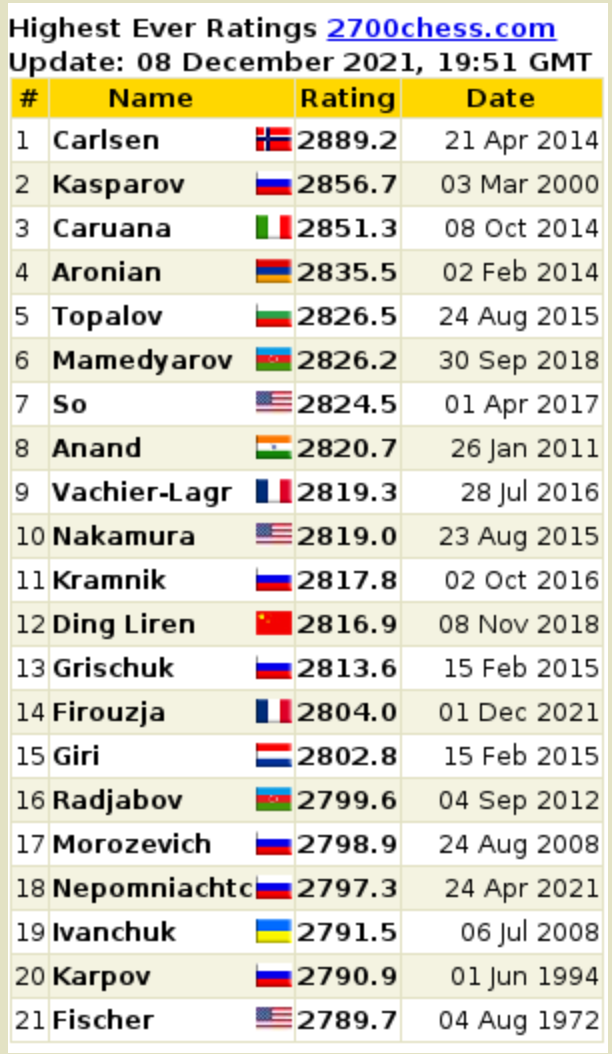 Highest Ever Ratings 2700chess.com
Update: 08 December 2021, 19:51 GMT
# Name Rating Date
1 Carlsen 2889.2 21 Apr 2014
2 Kasparov 2856.7 03 Mar 2000
3 Caruana 2851.3 08 Oct 2014
4 Aronian 2835.5 02 Feb 2014
5 Topalov 2826.5 24 Aug 2015
6 Mamedyarov 2826.2 30 Sep 2018
7 So 2824.5 01 Apr 2017
8 Anand 2820.7 26 Jan 2011
9 Vachier-Lagr 2819.3 28 Jul 2016
10 Nakamura 2819.0 23 Aug 2015
11 Kramnik 2817.8 02 Oct 2016
12 Ding Liren 2816.9 08 Nov 2018
13 Grischuk 2813.6 15 Feb 2015
14 Firouzja 2804.0 01 Dec 2021
15 Giri 2802.8 15 Feb 2015
16 Radjabov 2799.6 04 Sep 2012
17 Morozevich 2798.9 24 Aug 2008
18 Nepomniachtc 2797.3 24 Apr 2021
19 Ivanchuk 2791.5 06 Jul 2008
20 Karpov 2790.9 01 Jun 1994
21 Fischer 2789.7 04 Aug 1972